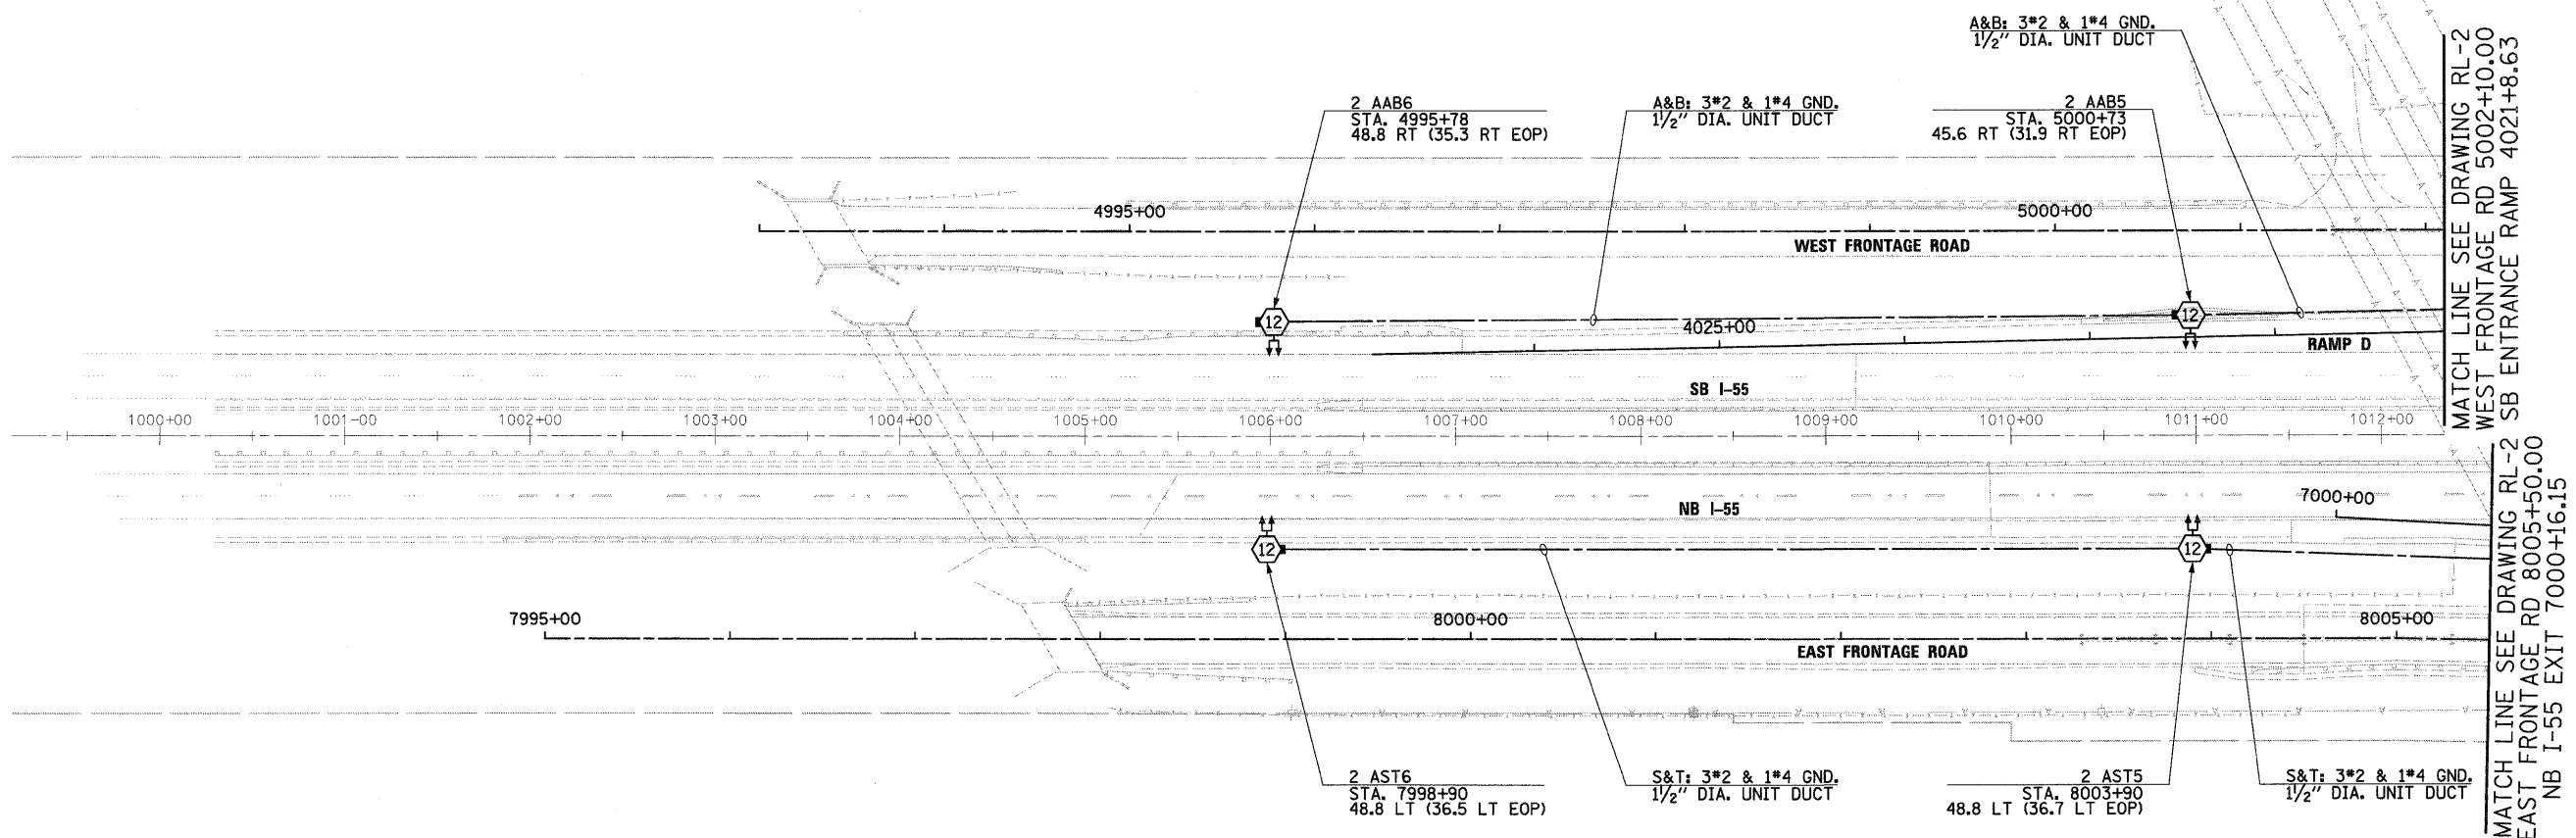 A&B: 3#2 & 1#4 GND.
1½" DIA. UNIT DUCT
2 AAB6
STA. 4995+78
48.8 RT (35.3 RT EOP)
A&B: 3#2 & 1#4 GND.
1½" DIA. UNIT DUCT
2 AAB5
STA. 5000+73
45.6 RT (31.9 RT EOP)
MATCH LINE SEE DRAWING RL-2
WEST FRONTAGE RD 5002+10.00
SB ENTRANCE RAMP 4021+8.63
4995+00
5000+00
WEST FRONTAGE ROAD
12
12
4025+00
RAMP D
SB I-55
1000+00
1001+00
1002+00
1003+00
1004+00
1005+00
1006+00
1007+00
1008+00
1009+00
1010+00
1011+00
1012+00
7000+00
NB I-55
12
12
7995+00
8000+00
8005+00
EAST FRONTAGE ROAD
MATCH LINE SEE DRAWING RL-2
EAST FRONTAGE RD 8005+50.00
NB I-55 EXIT 7000+16.15
2 AST6
STA. 7998+90
48.8 LT (36.5 LT EOP)
S&T: 3#2 & 1#4 GND.
1½" DIA. UNIT DUCT
2 AST5
STA. 8003+90
48.8 LT (36.7 LT EOP)
S&T: 3#2 & 1#4 GND.
1½" DIA. UNIT DUCT